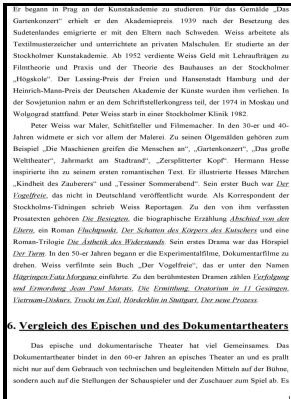 Er begann in Prag an der Kunstakademie zu studieren. Für das Gemälde „Das
Gartenkonzert“ erhielt er den Akademiepreis. 1939 nach der Besetzung des
Sudetenlandes emigrierte er mit den Eltern nach Schweden. Weiss arbeitete als
Textilmusterzeichner und unterrichtete an privaten Malschulen. Er studierte an der
Stockholmer Kunstakademie. Ab 1952 verdiente Weiss Geld mit Lehraufträgen zu
Filmtheorie und Praxis und der Theorie des Bauhauses an der Stockholmer
„Högskole“. Der Lessing-Preis der Freien und Hansenstadt Hamburg und der
Heinrich-Mann-Preis der Deutschen Akademie der Künste wurden ihm verliehen. In
der Sowjetunion nahm er an dem Schriftstellerkongress teil, der 1974 in Moskau und
Wolgograd stattfand. Peter Weiss starb in einer Stockholmer Klinik 1982.
Peter Weiss war Maler, Schriftsteller und Filmemacher. In den 30-er und 40-
Jahren widmete er sich vor allem der Malerei. Zu seinen Ölgemälden gehören zum
Beispiel „Die Maschienen greifen die Menschen an“, „Gartenkonzert“, „Das große
Welttheater“, Jahrmarkt am Stadtrand“, „Zersplitterter Kopf“. Hermann Hesse
inspirierte ihn zu seinem ersten romantischen Text. Er illustrierte Hesses Märchen
„Kindheit des Zauberers“ und „Tessiner Sommerabend“. Sein erster Buch war Der
Vogelfreie, das nicht in Deutschland veröffentlicht wurde. Als Korrespondent der
Stockholms-Tidningen schrieb Weiss Reportagen. Zu den von ihm verfassten
Prosatexten gehören Die Besiegten, die biographische Erzählung Abschied von den
Eltern, ein Roman Fluchtpunkt, Der Schatten des Körpers des Kutschers und eine
Roman-Trilogie Die Ästhetik des Widerstands. Sein erstes Drama war das Hörspiel
Der Turm. In den 50-er Jahren begann er die Experimentalfilme, Dokumentarfilme zu
drehen. Weiss verfilmte sein Buch „Der Vogelfreie“, das er unter den Namen
Hägringen/Fata Morgana einführte. Zu den berühmtesten Dramen zählen Verfolgung
und Ermordung Jean Paul Marats, Die Ermittlung. Oratorium in 11 Gesängen,
Vietnam-Diskurs, Trotzki im Exil, Hörderklin in Stuttgart, Der neue Prozess.
6. Vergleich des Epischen und des Dokumentartheaters
Das epische und dokumentarische Theater hat viel Gemeinsames. Das
Dokumentartheater bindet in den 60-er Jahren an episches Theater an und es prallt
nicht nur auf dem Gebrauch von technischen und begleitenden Mitteln auf der Bühne,
sondern auch auf die Stellungen der Schauspieler und der Zuschauer zum Spiel ab. Es